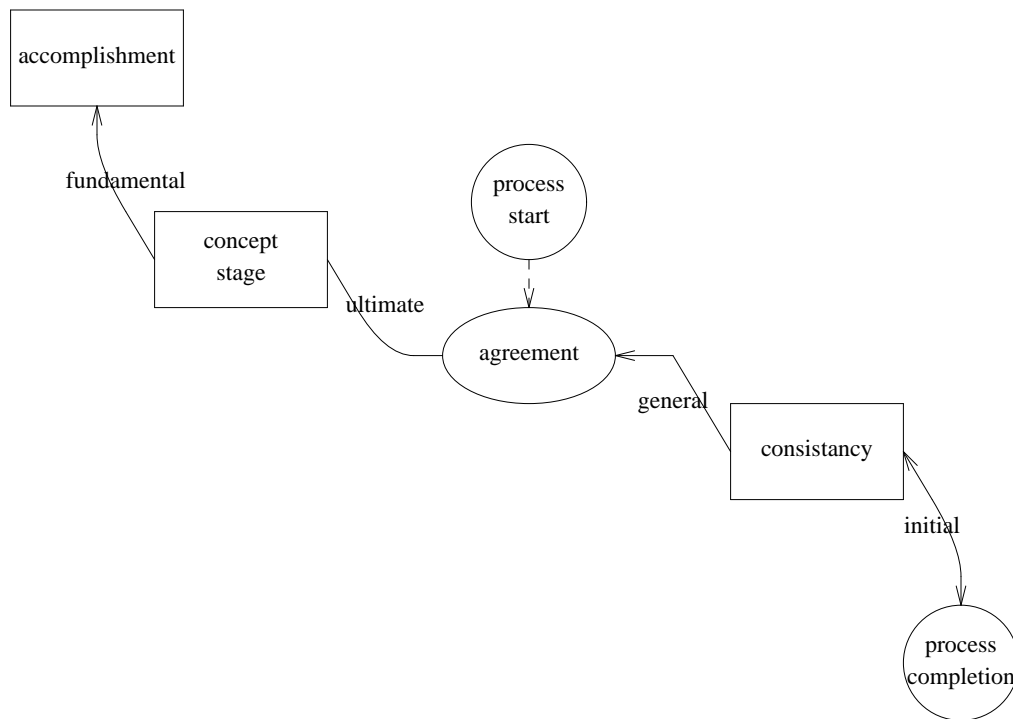 accomplishment
fundamental
process
start
concept
stage
ultimate
agreement
general
consistancy
initial
process
completion